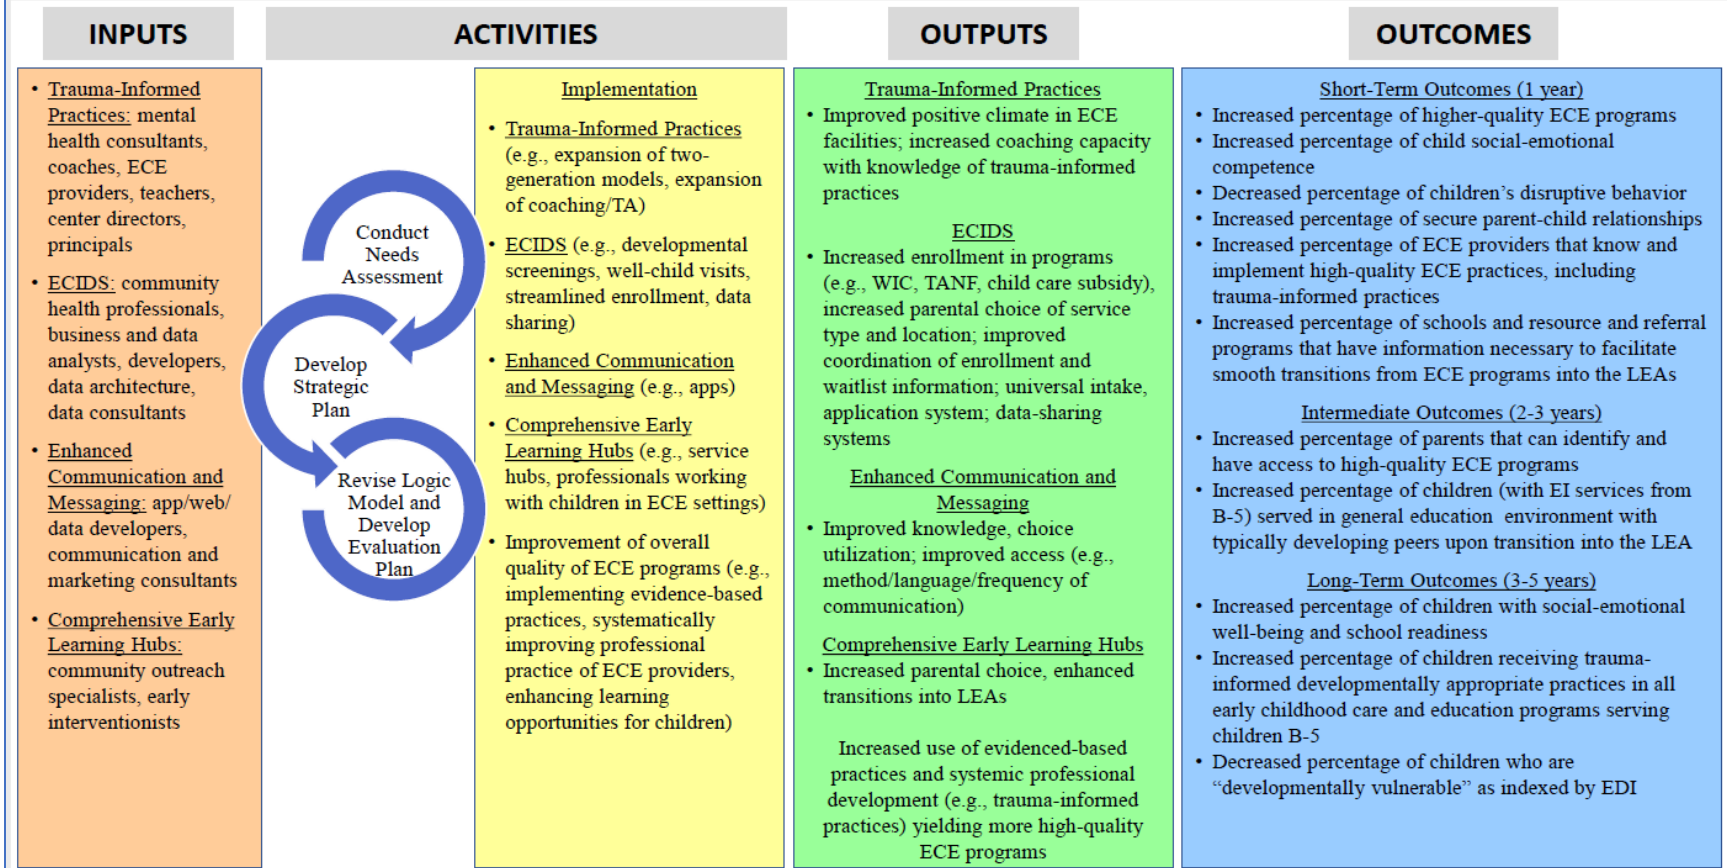 INPUTS
ACTIVITIES
OUTPUTS
OUTCOMES
• Trauma-Informed
Practices: mental
health consultants,
coaches, ECE
providers, teachers,
center directors,
principals
• ECIDS: community
health professionals,
business and data
analysts, developers,
data architecture,
data consultants
• Enhanced
Communication and
Messaging: app/web/
data developers,
communication and
marketing consultants
• Comprehensive Early
Learning Hubs:
community outreach
specialists, early
interventionists
Conduct
Needs
Assessment
Develop
Strategic
Plan
Revise Logic
Model and
Develop
Evaluation
Plan
Implementation
• Trauma-Informed Practices
(e.g., expansion of two-
generation models, expansion
of coaching/TA)
• ECIDS (e.g., developmental
screenings, well-child visits,
streamlined enrollment, data
sharing)
• Enhanced Communication
and Messaging (e.g., apps)
• Comprehensive Early
Learning Hubs (e.g., service
hubs, professionals working
with children in ECE settings)
• Improvement of overall
quality of ECE programs (e.g.,
implementing evidence-based
practices, systematically
improving professional
practice of ECE providers,
enhancing learning
opportunities for children)
Trauma-Informed Practices
• Improved positive climate in ECE
facilities; increased coaching capacity
with knowledge of trauma-informed
practices
ECIDS
• Increased enrollment in programs
(e.g., WIC, TANF, child care subsidy),
increased parental choice of service
type and location; improved
coordination of enrollment and
waitlist information; universal intake,
application system; data-sharing
systems
Enhanced Communication and
Messaging
• Improved knowledge, choice
utilization; improved access (e.g.,
method/language/frequency of
communication)
Comprehensive Early Learning Hubs
• Increased parental choice, enhanced
transitions into LEAs
Increased use of evidenced-based
practices and systemic professional
development (e.g., trauma-informed
practices) yielding more high-quality
ECE programs
Short-Term Outcomes (1 year)
• Increased percentage of higher-quality ECE programs
• Increased percentage of child social-emotional
competence
• Decreased percentage of children’s disruptive behavior
• Increased percentage of secure parent-child relationships
• Increased percentage of ECE providers that know and
implement high-quality ECE practices, including
trauma-informed practices
• Increased percentage of schools and resource and referral
programs that have information necessary to facilitate
smooth transitions from ECE programs into the LEAs
Intermediate Outcomes (2-3 years)
• Increased percentage of parents that can identify and
have access to high-quality ECE programs
• Increased percentage of children (with EI services from
B-5) served in general education environment with
typically developing peers upon transition into the LEA
Long-Term Outcomes (3-5 years)
• Increased percentage of children with social-emotional
well-being and school readiness
• Increased percentage of children receiving trauma-
informed developmentally appropriate practices in all
early childhood care and education programs serving
children B-5
• Decreased percentage of children who are
“developmentally vulnerable” as indexed by EDI